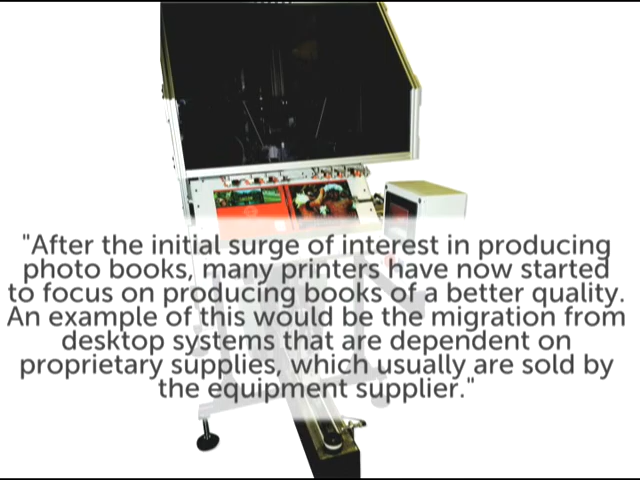 "After the initial surge of interest in producing
photo books, many printers have now started
to focus on producing books of a better quality.
An example of this would be the migration from
desktop systems that are dependent on
proprietary supplies, which usually are sold by
the equipment supplier."